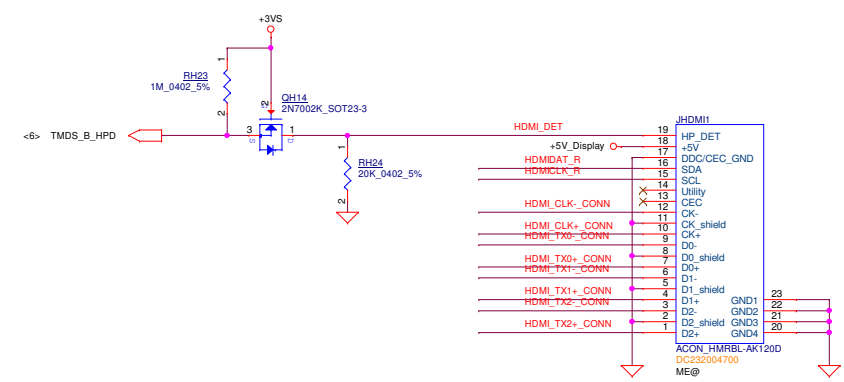 +3VS
RH23
1M_0402_5%
1
2
QH14
2N7002K_SOT23-3
2
G
<6> TMDS_B_HPD
3
S
1
D
RH24
20K_0402_5%
1
2
HDMI_DET
+5V_Display
HDMIDAT_R
HDMICLK_R
HDMI_CLK-_CONN
HDMI_CLK+_CONN
HDMI_TX0-_CONN
HDMI_TX0+_CONN
HDMI_TX1-_CONN
HDMI_TX1+_CONN
HDMI_TX2-_CONN
HDMI_TX2+_CONN
JHDMI1
19 HP_DET
18 +5V
17 DDC/CEC_GND
16 SDA
15 SCL
14 Utility
13 CEC
12 CK-
11 CK_shield
10 CK+
9 D0-
8 D0_shield
7 D0+
6 D1-
5 D1_shield
4 D1+
3 D2-
2 D2_shield
1 D2+
GND1 23
GND2 22
GND3 21
GND4 20
ACON_HMRBL-AK120D
DC232004700
ME@